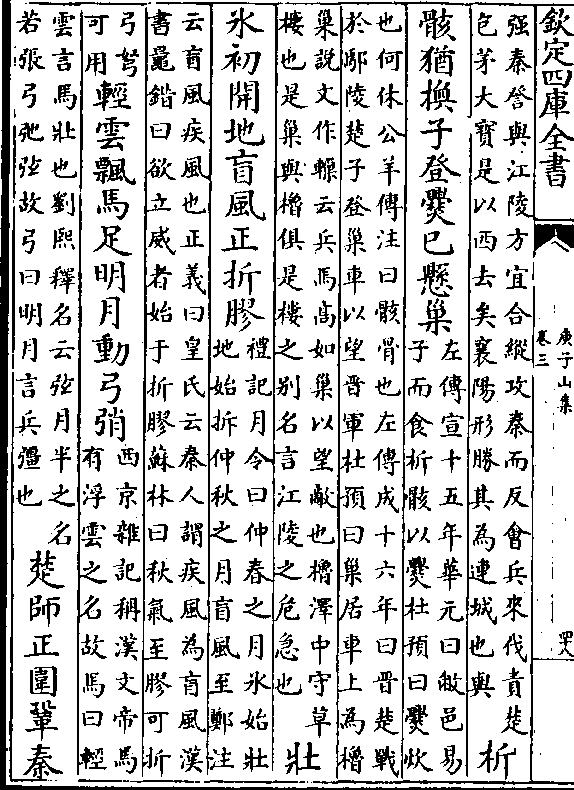 欽定四庫全書
庚子山集
卷三
四八
强秦詧與江陵方宜合縱攻秦而反會兵來伐責楚
包茅大寳是以西去矣襄陽形勝其為連城也與
析
骸猶換子登爨已懸巢
左傳宣十五年華元曰敝邑易
子而食析骸以爨杜預曰爨炊
也何休公羊傳注曰骸骨也左傳成十六年曰晉楚戰
於鄢陵楚子登巢車以望晉軍杜預曰巢居車上為櫓
巢說文作轈云兵馬高如巢以望敵也櫓澤中守草
樓也是巢與櫓俱是樓之别名言江陵之危急也
壯
氷初開地盲風正折膠
禮記月令曰仲春之月氷始壯
地始拆仲秋之月盲風至鄭注
云盲風疾風也正義曰皇氏云秦人謂疾風為盲風漢
書鼂錯曰欲立威者始于折膠蘇林曰秋氣至膠可折
弓弩
可用
輕雲飄馬足明月動弓弰
西京雜記稱漢文帝馬
有浮雲之名故馬曰輕
雲言馬壯也劉熙釋名云弦月半之名
若張弓弛弦故弓曰明月言兵彊也
楚師正圍鞏秦